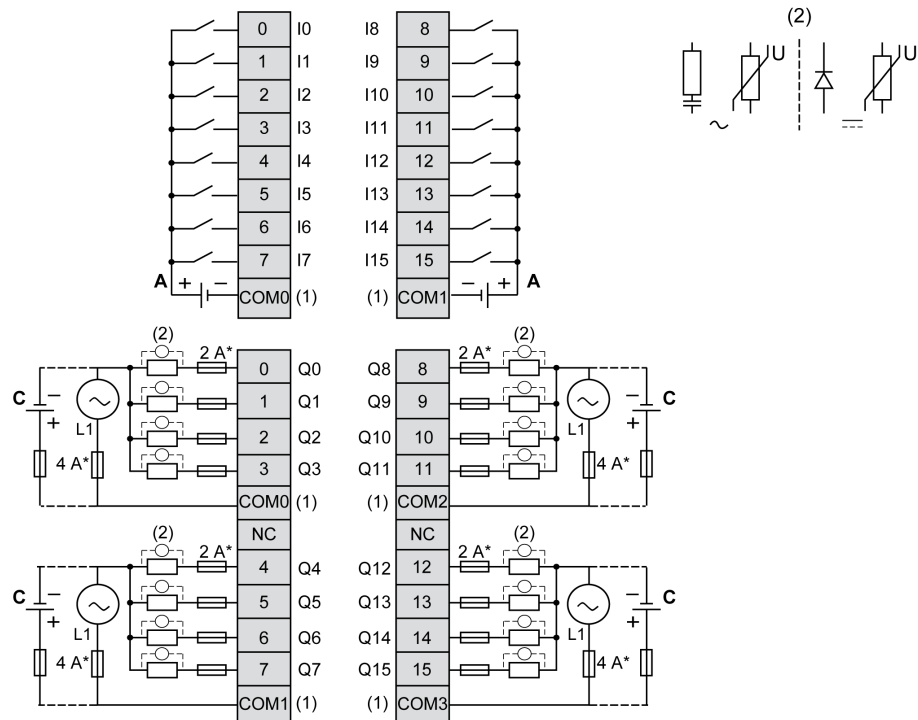 0 I0 I8 8
1 I1 I9 9
2 I2 I10 10
3 I3 I11 11
4 I4 I12 12
5 I5 I13 13
6 I6 I14 14
7 I7 I15 15
A + − COM0 (1) (1) COM1 − + A
(2)
U U
(2) 2 A* 0 Q0 Q8 8 2 A* (2)
C − + L1 1 Q1 Q9 9 L1 − + C
2 Q2 Q10 10
4 A* 3 Q3 Q11 11 4 A*
COM0 (1) (1) COM2
NC NC
(2) 2 A* 4 Q4 Q12 12 2 A* (2)
C − + L1 5 Q5 Q13 13 L1 − + C
6 Q6 Q14 14
4 A* 7 Q7 Q15 15 4 A*
COM1 (1) (1) COM3